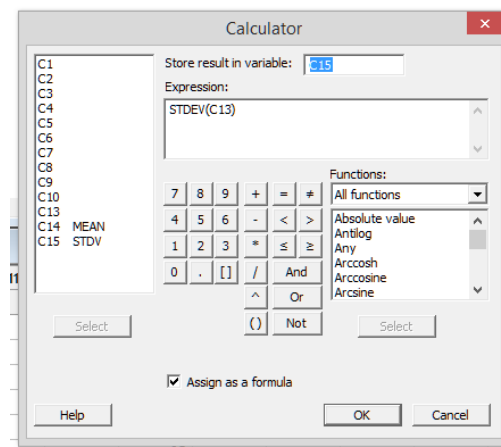 Calculator
×
C1
C2
C3
C4
C5
C6
C7
C8
C9
C10
C13
C14 MEAN
C15 STDV
Select
Store result in variable: C15
Expression:
STDEV(C13)
7 8 9 + = ≠
4 5 6 - < >
1 2 3 * ≤ ≥
0 . [] / And
^ Or
() Not
Functions:
All functions
Absolute value
Antilog
Any
Arccosh
Arccosine
Arcsine
Select
Assign as a formula
Help
OK
Cancel